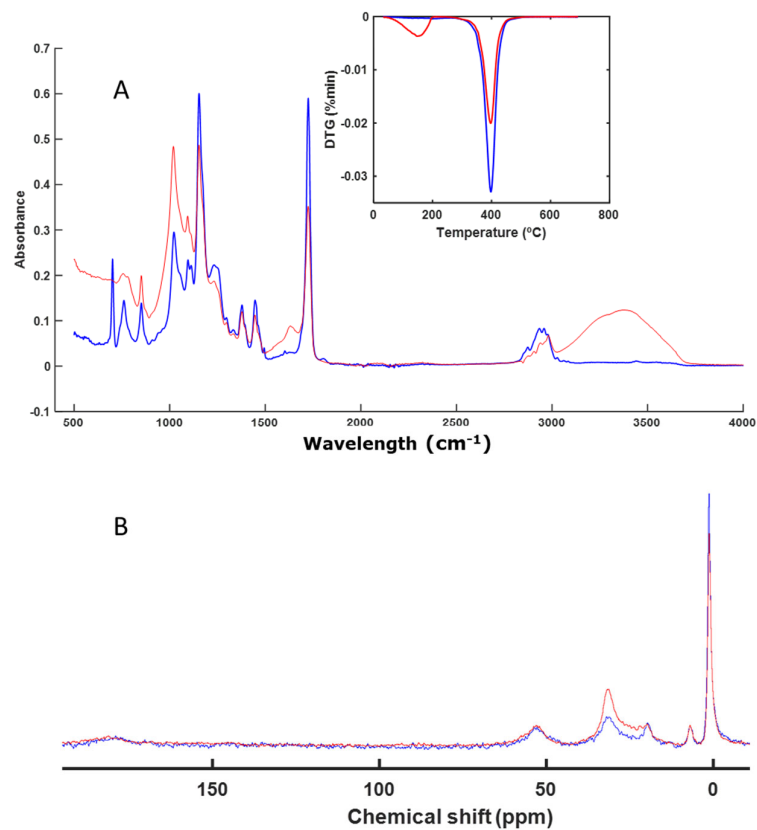 0
-0.01
-0.02
-0.03
DTG (%min)
0 200 400 600 800
Temperature (ºC)
A
0.7
0.6
0.5
0.4
0.3
0.2
0.1
0
-0.1
Absorbance
500 1000 1500 2000 2500 3000 3500 4000
Wavelength (cm-1)
B
150 100 50 0
Chemical shift (ppm)